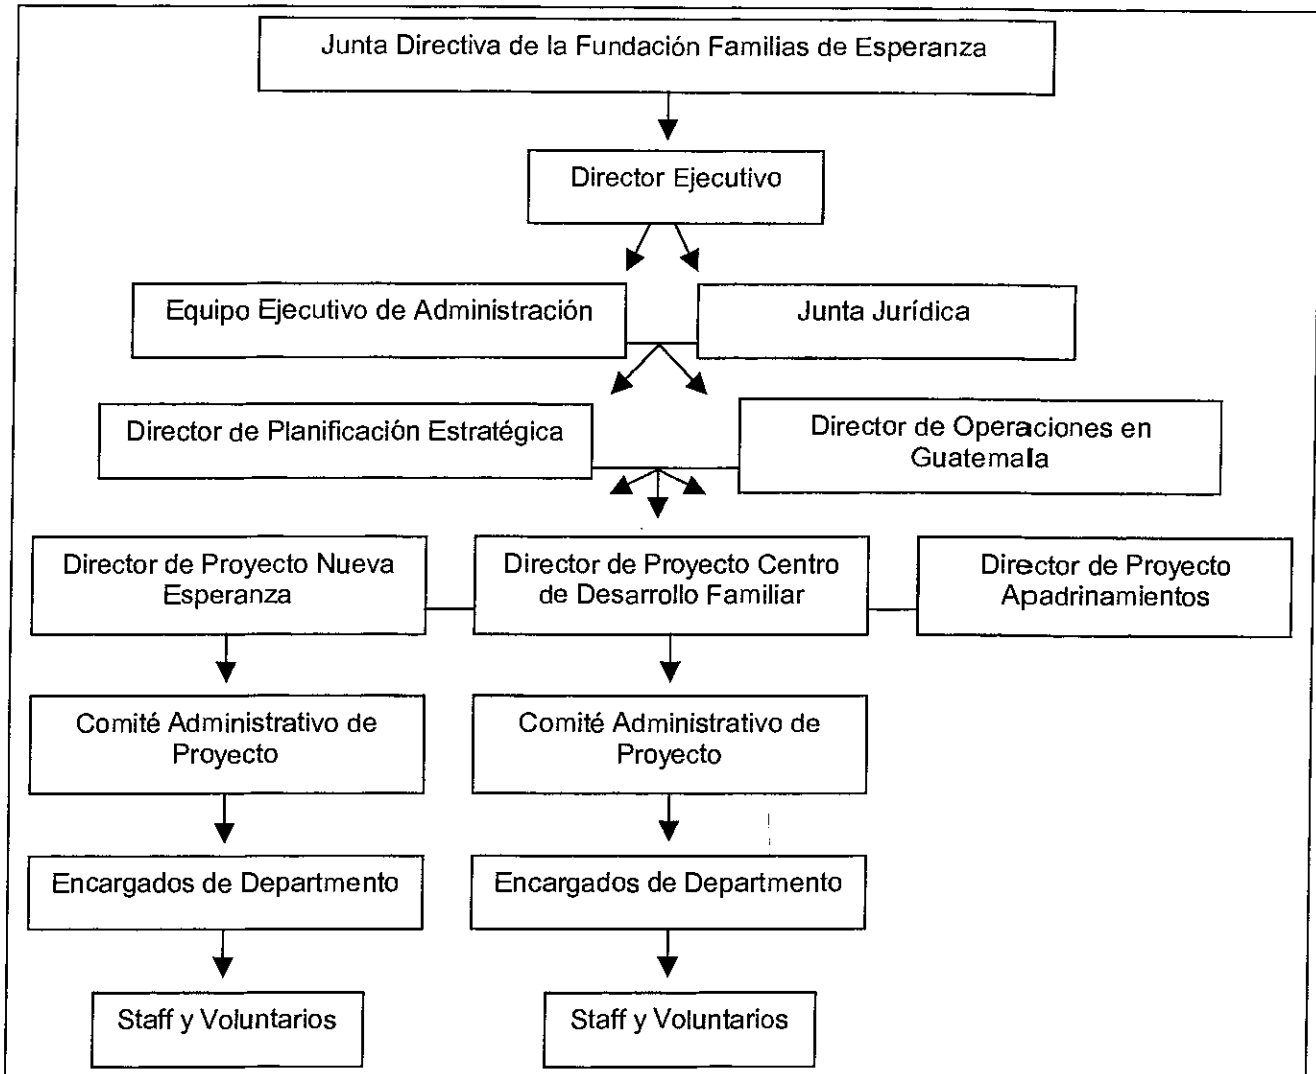 Junta Directiva de la Fundación Familias de Esperanza
Director Ejecutivo
Equipo Ejecutivo de Administración
Junta Jurídica
Director de Planificación Estratégica
Director de Operaciones en
Guatemala
Director de Proyecto Nueva
Esperanza
Director de Proyecto Centro
de Desarrollo Familiar
Director de Proyecto
Apadrinamientos
Comité Administrativo de
Proyecto
Comité Administrativo de
Proyecto
Encargados de Departmento
Encargados de Departmento
Staff y Voluntarios
Staff y Voluntarios